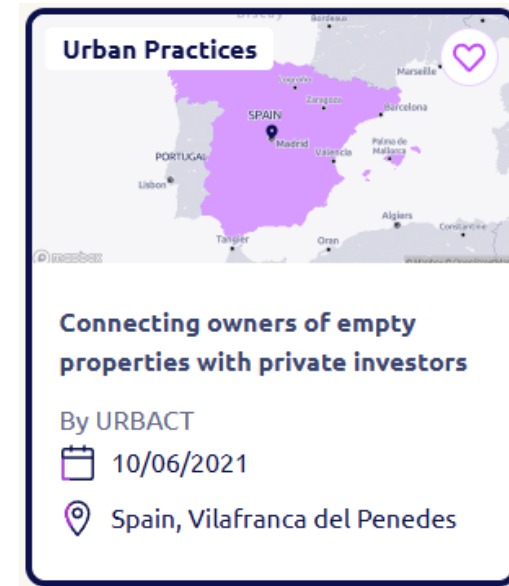 Biscay
Bordeaux
Urban Practices
Marseille
Logroño
Zaragoza
Barcelona
SPAIN
Madrid
Palma de
Mallorca
Valencia
PORTUGAL
Lisbon
Algiers
Tangier
Oran
Constantine
mapbox
Connecting owners of empty
properties with private investors
By URBACT
10/06/2021
Spain, Vilafranca del Penedes